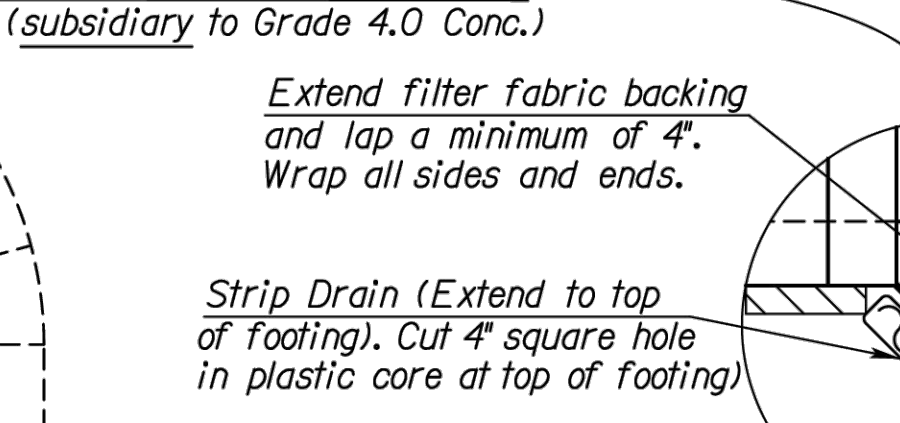 (subsidiary to Grade 4.0 Conc.)
Extend filter fabric backing
and lap a minimum of 4".
Wrap all sides and ends.
Strip Drain (Extend to top
of footing). Cut 4" square hole
in plastic core at top of footing)